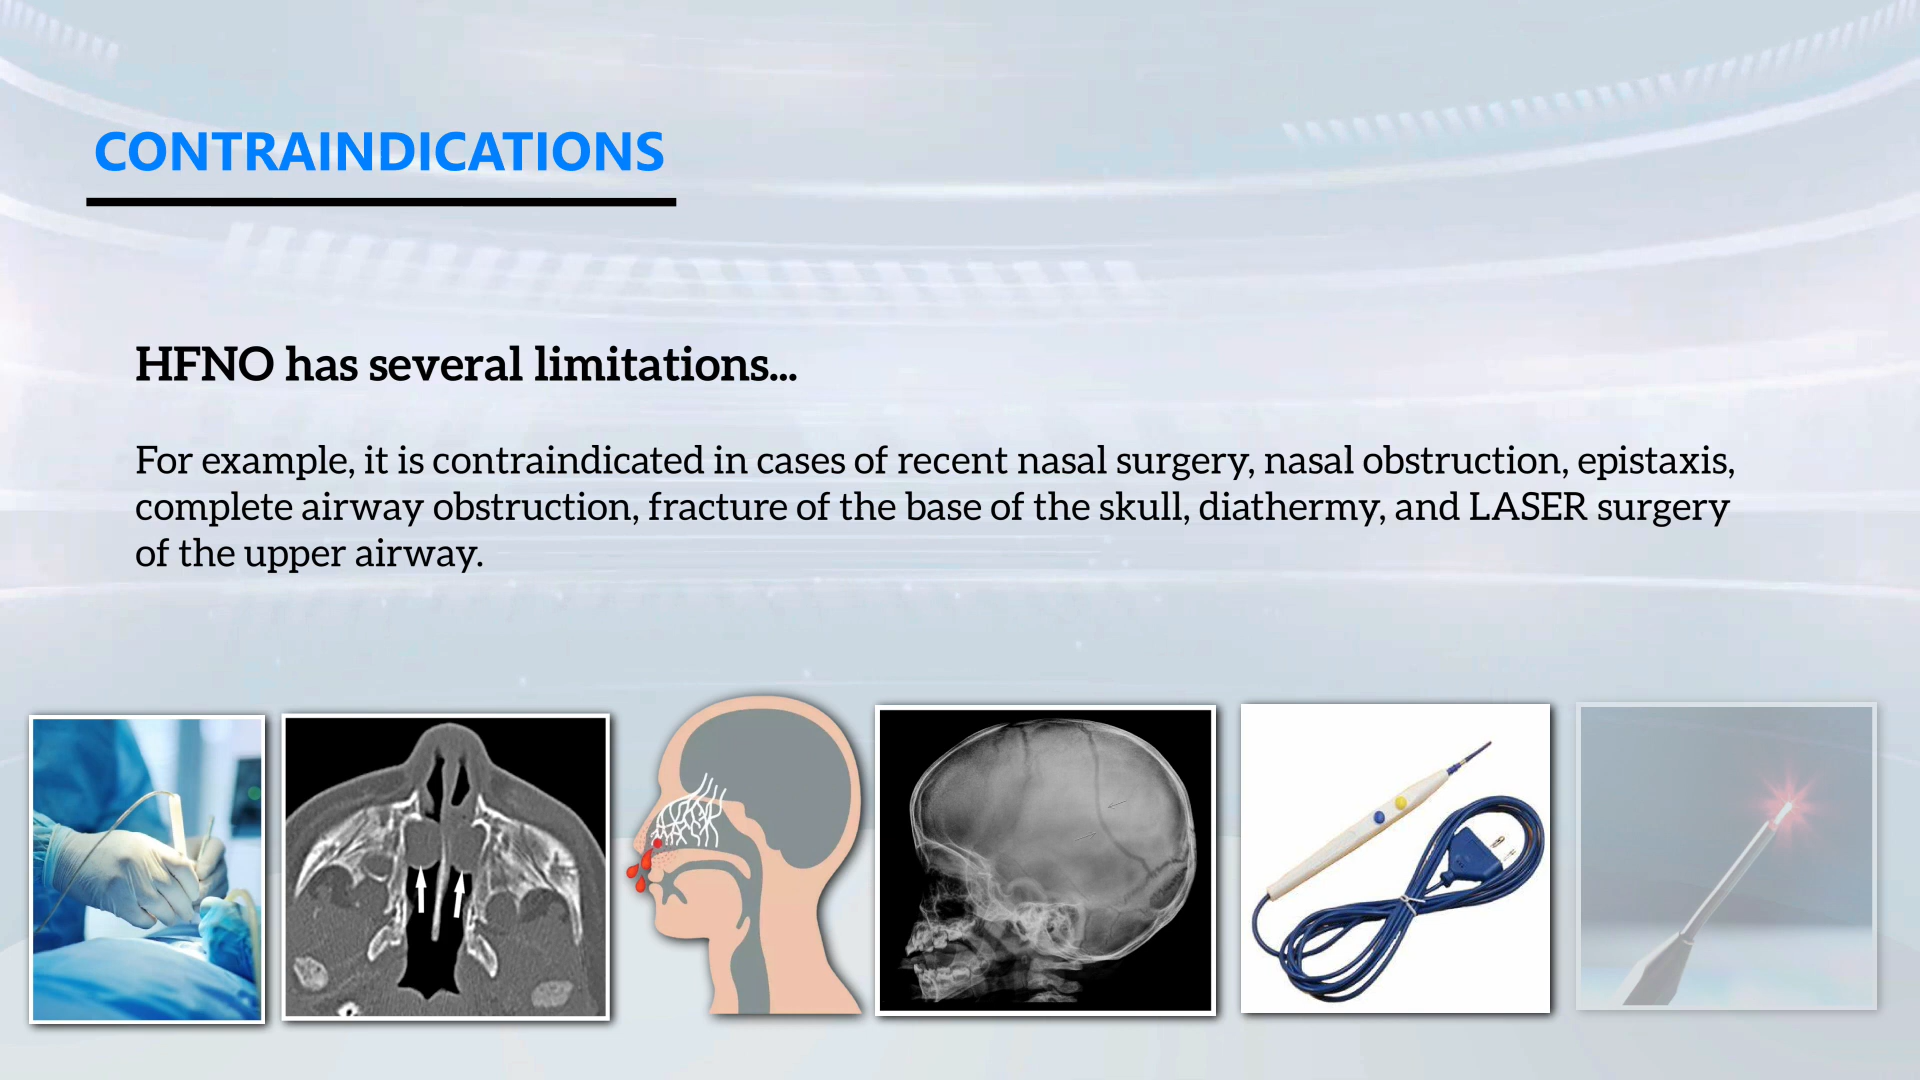 CONTRAINDICATIONS
HFNO has several limitations...
For example, it is contraindicated in cases of recent nasal surgery, nasal obstruction, epistaxis,
complete airway obstruction, fracture of the base of the skull, diathermy, and LASER surgery
of the upper airway.